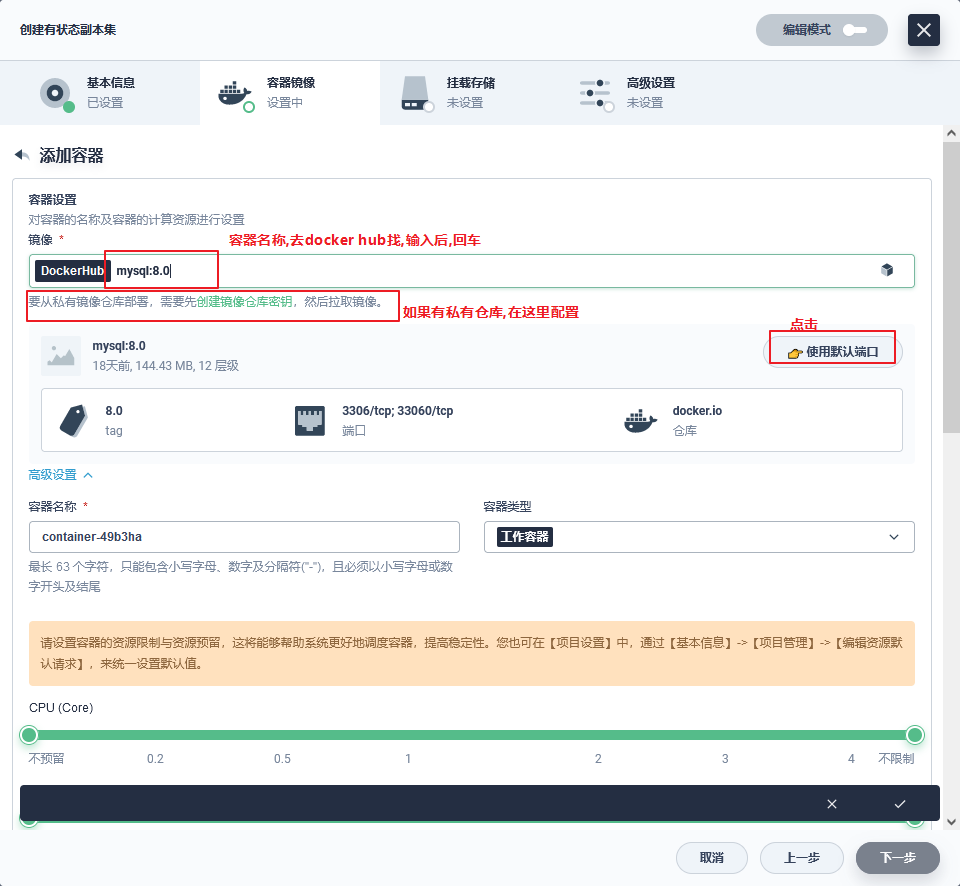 创建有状态副本集
编辑模式
基本信息
已设置
容器镜像
设置中
挂载存储
未设置
高级设置
未设置
添加容器
容器设置
对容器的名称及容器的计算资源进行设置
镜像 *
容器名称,去docker hub找,输入后,回车
DockerHub mysql:8.0
要从私有镜像仓库部署，需要先创建镜像仓库密钥，然后拉取镜像。
如果有私有仓库,在这里配置
点击
mysql:8.0
18天前, 144.43 MB, 12 层级
使用默认端口
8.0
tag
3306/tcp; 33060/tcp
端口
docker.io
仓库
高级设置
容器名称 *
容器类型
container-49b3ha
工作容器
最长 63 个字符，只能包含小写字母、数字及分隔符("-")，且必须以小写字母或数
字开头及结尾
请设置容器的资源限制与资源预留，这将能够帮助系统更好地调度容器，提高稳定性。您也可在【项目设置】中，通过【基本信息】->【项目管理】->【编辑资源默
认请求】，来统一设置默认值。
CPU (Core)
不预留 0.2 0.5 1 2 3 4 不限制
取消 上一步 下一步